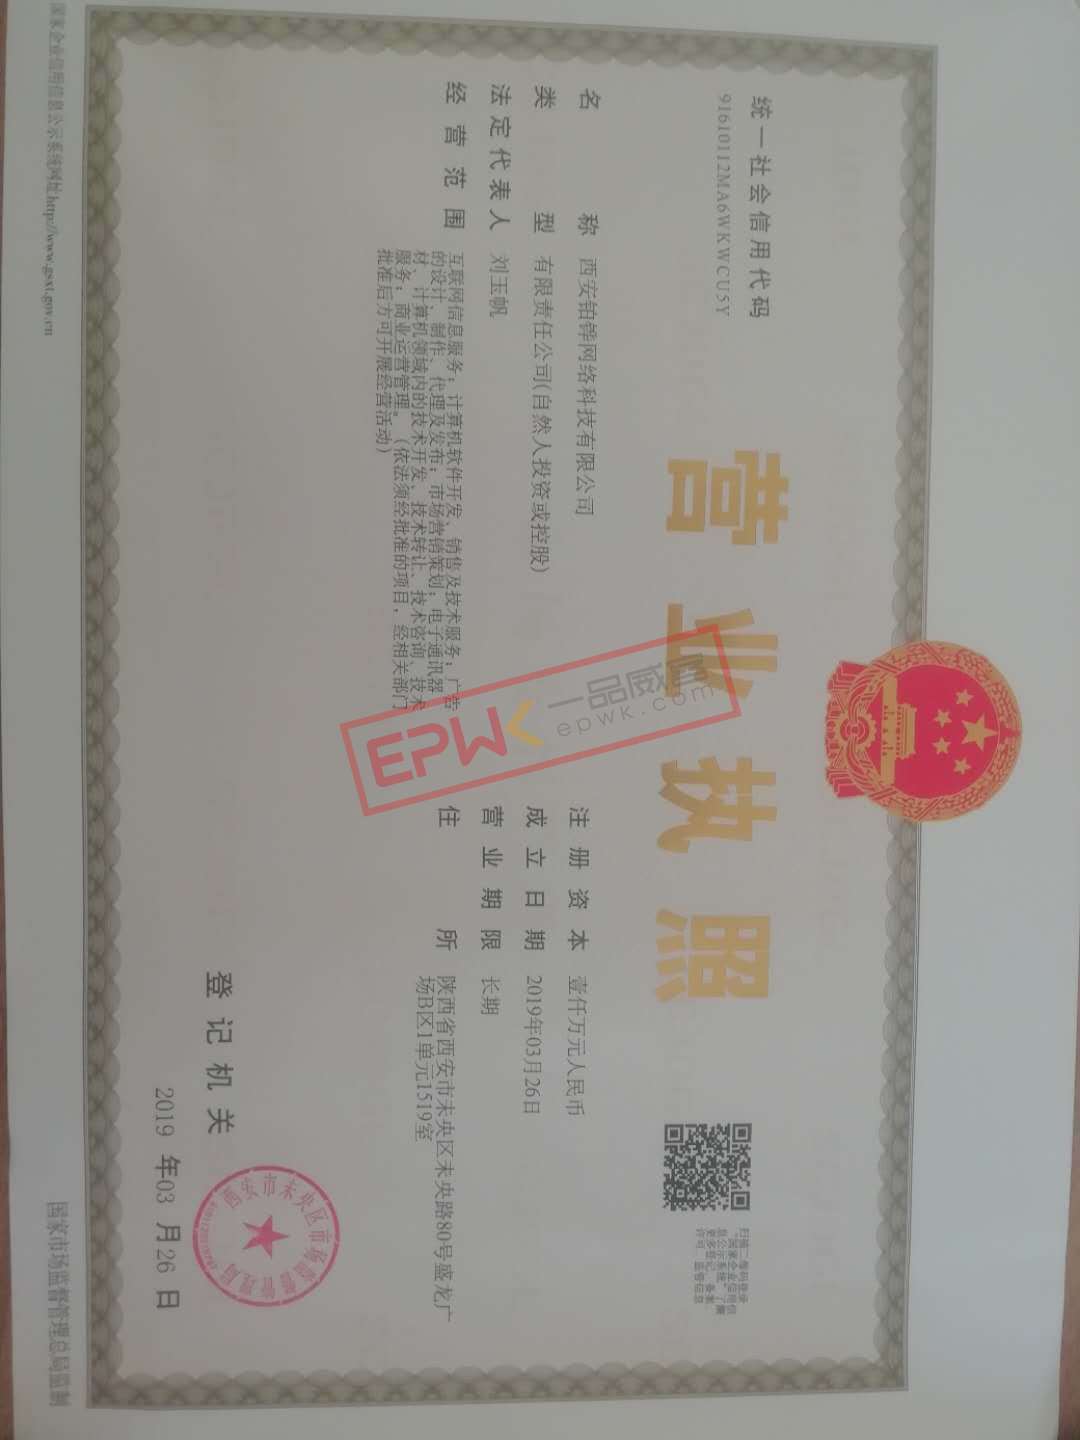 营业执照
统一社会信用代码
91610112MA6WKWCU5Y
扫描二维码登录
“国家企业信用信
息公示系统”了解
更多登记、备案、
许可、监管信息
名称 西安铂铧网络科技有限公司
类型 有限责任公司(自然人投资或控股)
法定代表人 刘玉帆
经营范围 互联网信息服务；计算机软件开发、销售及技术服务；广告
的设计、制作、代理及发布；市场营销策划；电子通讯器
材、计算机领域内的技术开发、技术转让、技术咨询、技术
服务；商业运营管理。（依法须经批准的项目，经相关部门
批准后方可开展经营活动）
注册资本 壹仟万元人民币
成立日期 2019年03月26日
营业期限 长期
住所 陕西省西安市未央区未央路80号盛龙广
场B区1单元1519室
EPWK 一品威客
epwk.com
登记机关
西安市未央区市场监督管理局
2019 年03 月26 日
国家企业信用信息公示系统网址http://www.gsxt.gov.cn
国家市场监督管理总局监制